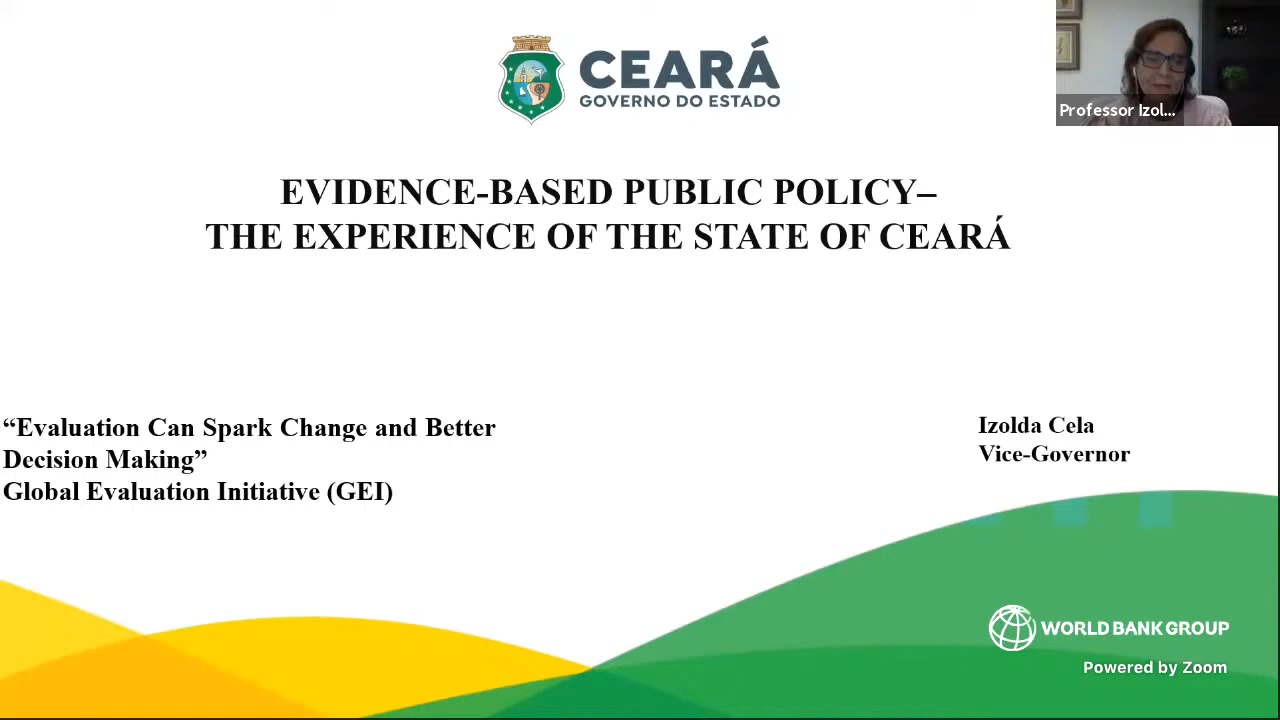 CEARÁ
GOVERNO DO ESTADO
Professor Izol...
EVIDENCE-BASED PUBLIC POLICY–
THE EXPERIENCE OF THE STATE OF CEARÁ
“Evaluation Can Spark Change and Better
Decision Making”
Global Evaluation Initiative (GEI)
Izolda Cela
Vice-Governor
WORLD BANK GROUP
Powered by Zoom